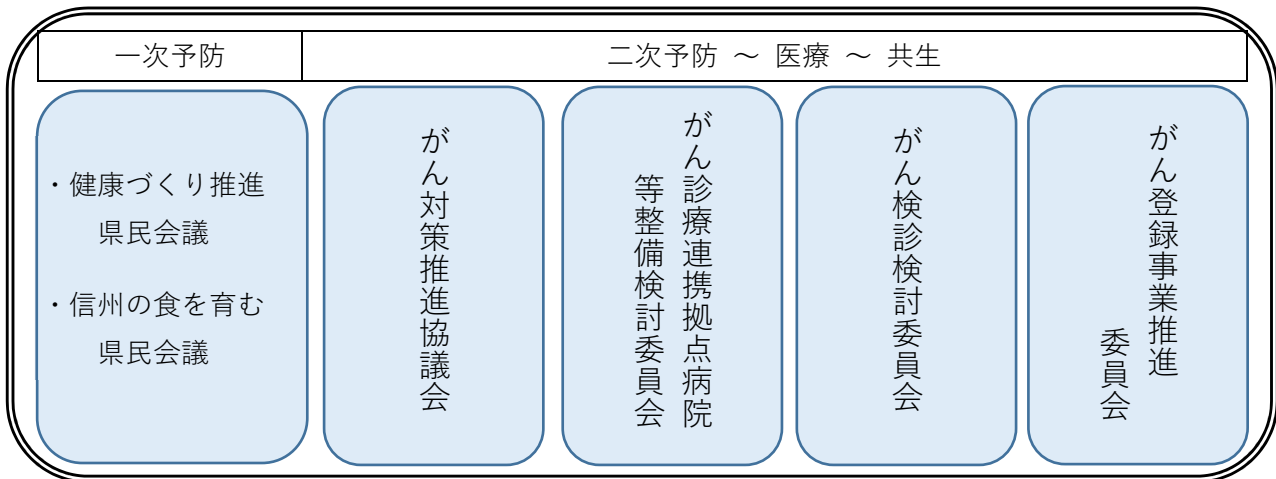 一次予防
二次予防 ～ 医療 ～ 共生
・健康づくり推進
県民会議
・信州の食を育む
県民会議
がん対策推進協議会
がん診療連携拠点病院
等整備検討委員会
がん検診検討委員会
がん登録事業推進
委員会